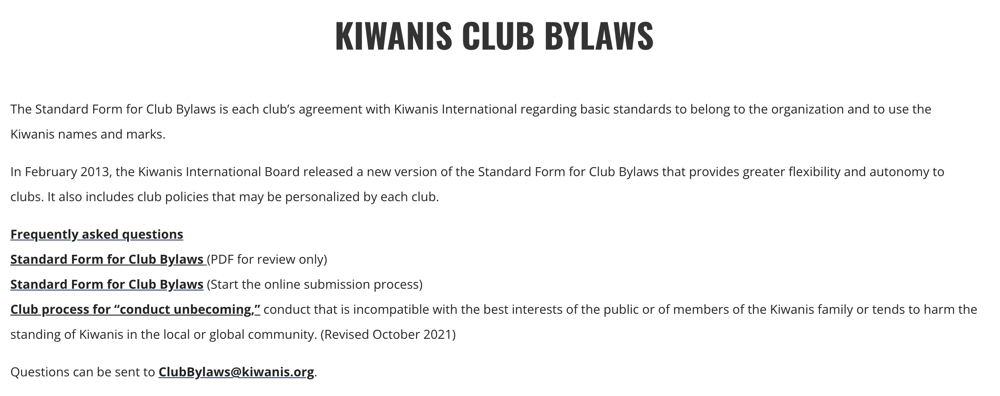 KIWANIS CLUB BYLAWS
The Standard Form for Club Bylaws is each club’s agreement with Kiwanis International regarding basic standards to belong to the organization and to use the
Kiwanis names and marks.
In February 2013, the Kiwanis International Board released a new version of the Standard Form for Club Bylaws that provides greater flexibility and autonomy to
clubs. It also includes club policies that may be personalized by each club.
Frequently asked questions
Standard Form for Club Bylaws (PDF for review only)
Standard Form for Club Bylaws (Start the online submission process)
Club process for “conduct unbecoming,” conduct that is incompatible with the best interests of the public or of members of the Kiwanis family or tends to harm the
standing of Kiwanis in the local or global community. (Revised October 2021)
Questions can be sent to ClubBylaws@kiwanis.org.